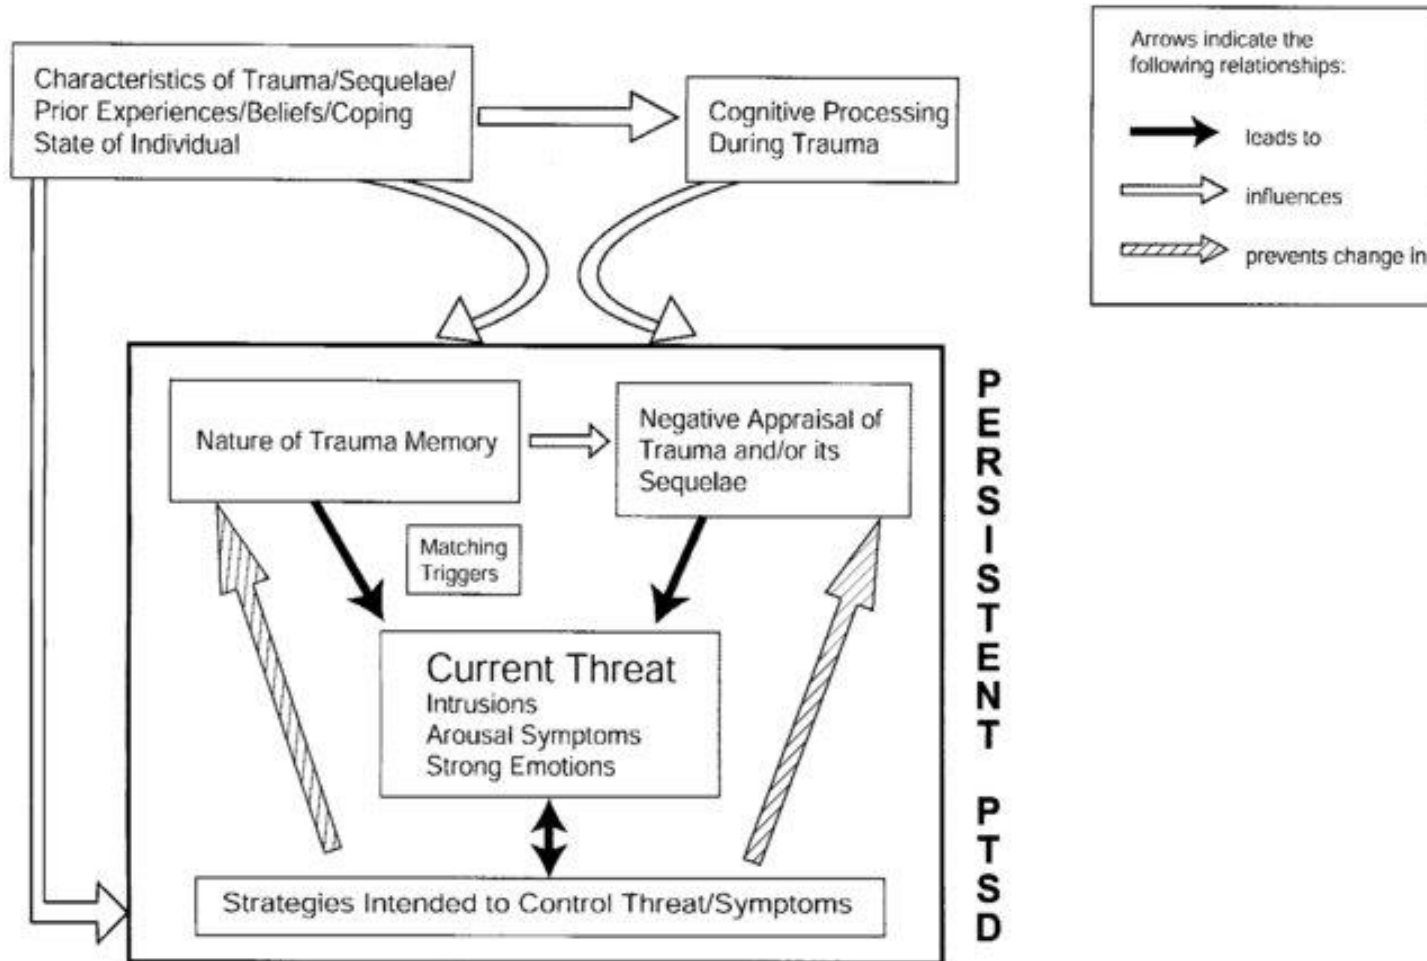 Characteristics of Trauma/Sequelae/
Prior Experiences/Beliefs/Coping
State of Individual
Cognitive Processing
During Trauma
Arrows indicate the
following relationships:
leads to
influences
prevents change in
Nature of Trauma Memory
Negative Appraisal of
Trauma and/or its
Sequelae
Matching
Triggers
Current Threat
Intrusions
Arousal Symptoms
Strong Emotions
Strategies Intended to Control Threat/Symptoms
PERSISTENT PTSD